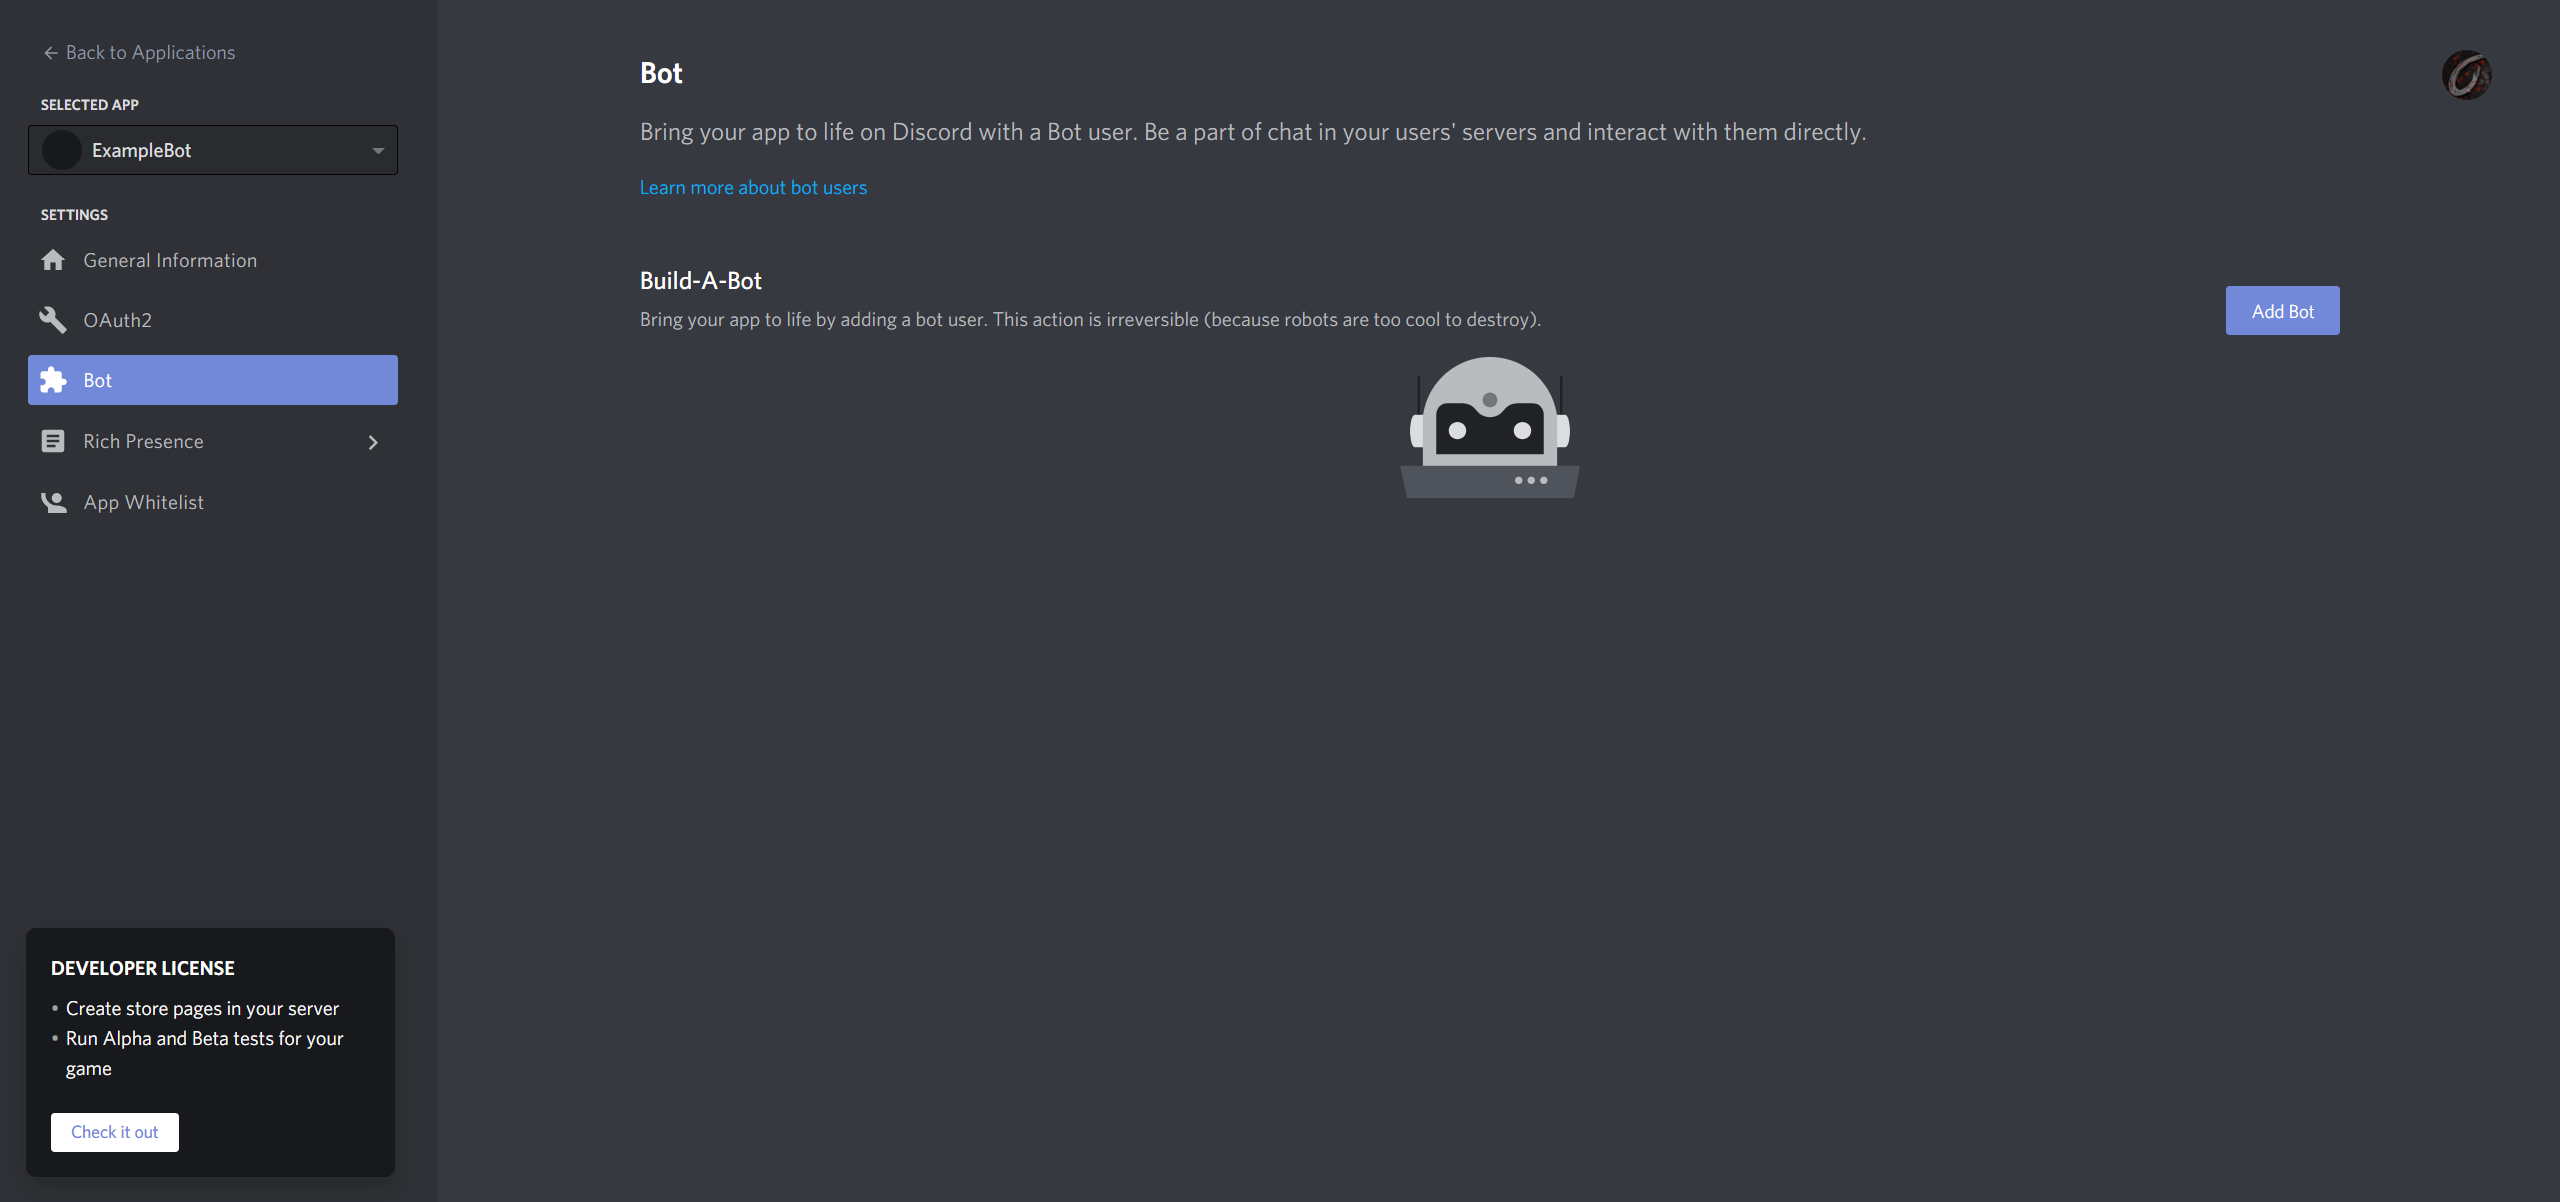 Back to Applications
SELECTED APP
ExampleBot
SETTINGS
General Information
OAuth2
Bot
Rich Presence
App Whitelist
DEVELOPER LICENSE
• Create store pages in your server
• Run Alpha and Beta tests for your
game
Check it out
Bot
Bring your app to life on Discord with a Bot user. Be a part of chat in your users' servers and interact with them directly.
Learn more about bot users
Build-A-Bot
Bring your app to life by adding a bot user. This action is irreversible (because robots are too cool to destroy).
Add Bot